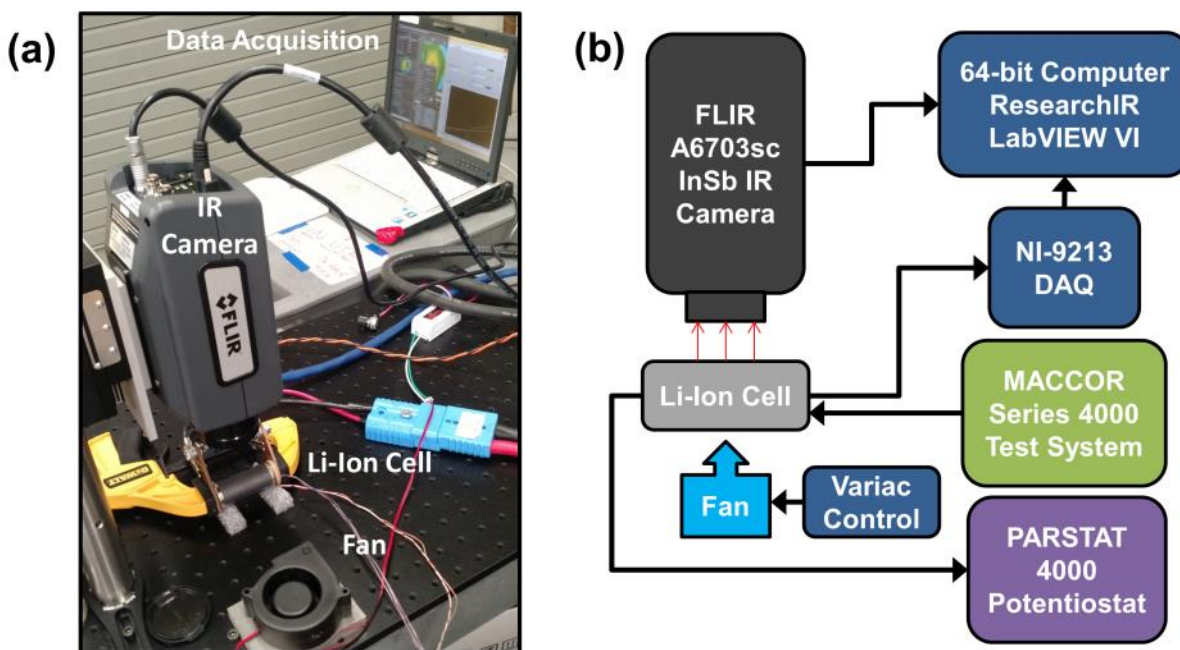 (a)
Data Acquisition
IR
Camera
FLIR
DEWALT
Li-Ion Cell
Fan
(b)
FLIR
A6703sc
InSb IR
Camera
64-bit Computer
ResearchIR
LabVIEW VI
NI-9213
DAQ
Li-Ion Cell
MACCOR
Series 4000
Test System
Fan
Variac
Control
PARSTAT
4000
Potentiostat